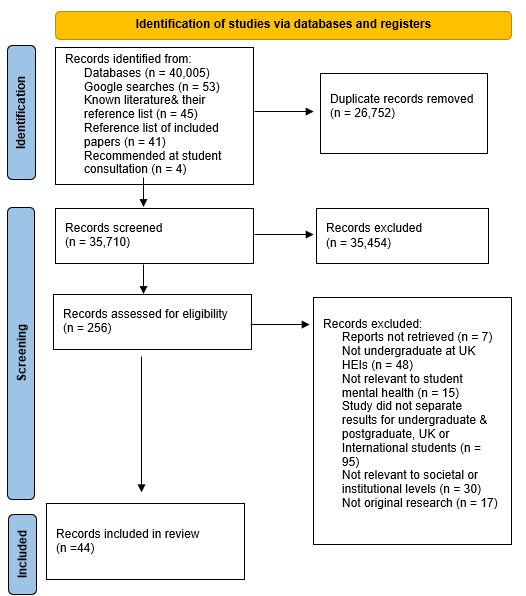 Identification of studies via databases and registers
Identification
Records identified from:
Databases (n = 40,005)
Google searches (n = 53)
Known literature& their
reference list (n = 45)
Reference list of included
papers (n = 41)
Recommended at student
consultation (n = 4)
Duplicate records removed
(n = 26,752)
Screening
Records screened
(n = 35,710)
Records excluded
(n = 35,454)
Records assessed for eligibility
(n = 256)
Records excluded:
Reports not retrieved (n = 7)
Not undergraduate at UK
HEIs (n = 48)
Not relevant to student
mental health (n = 15)
Study did not separate
results for undergraduate &
postgraduate, UK or
International students (n =
95)
Not relevant to societal or
institutional levels (n = 30)
Not original research (n = 17)
Included
Records included in review
(n =44)